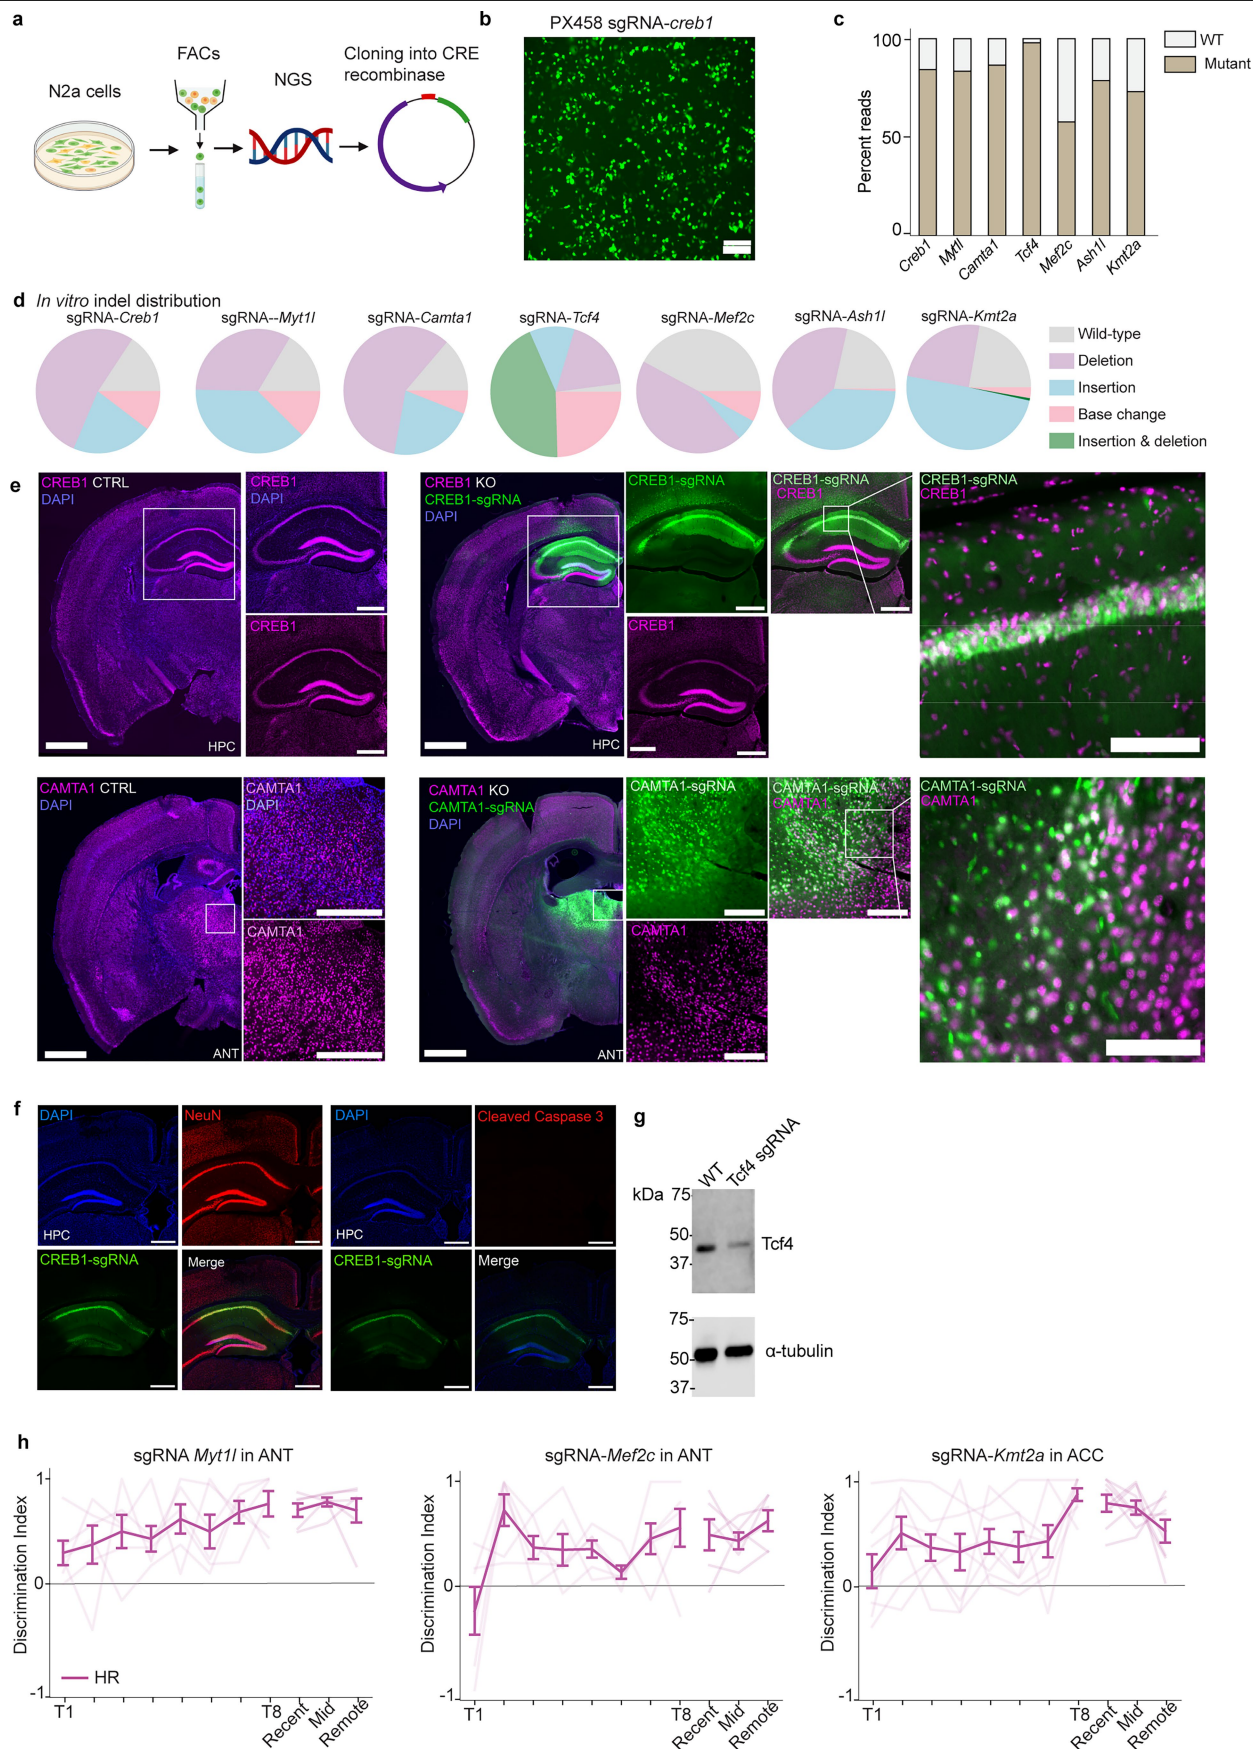 a
N2a cells
FACs
NGS
Cloning into CRE
recombinase
b
PX458 sgRNA-creb1
c
Percent reads
100
50
0
Creb1
Myt1l
Camta1
Tcf4
Mef2c
Ash1l
Kmt2a
WT
Mutant
d In vitro indel distribution
sgRNA-Creb1
sgRNA--Myt1l
sgRNA-Camta1
sgRNA-Tcf4
sgRNA-Mef2c
sgRNA-Ash1l
sgRNA-Kmt2a
Wild-type
Deletion
Insertion
Base change
Insertion & deletion
e
CREB1 CTRL
DAPI
HPC
CREB1
DAPI
CREB1
CREB1 KO
CREB1-sgRNA
DAPI
HPC
CREB1-sgRNA
CREB1
CREB1-sgRNA
CREB1
CREB1-sgRNA
CREB1
CAMTA1 CTRL
DAPI
ANT
CAMTA1
DAPI
CAMTA1
CAMTA1 KO
CAMTA1-sgRNA
DAPI
ANT
CAMTA1-sgRNA
CAMTA1
CAMTA1-sgRNA
CAMTA1
CAMTA1-sgRNA
CAMTA1
f
DAPI
HPC
NeuN
CREB1-sgRNA
Merge
DAPI
HPC
Cleaved Caspase 3
CREB1-sgRNA
Merge
g
WT
Tcf4 sgRNA
kDa
75
50
37
Tcf4
75
50
37
α-tubulin
h
sgRNA Myt1l in ANT
Discrimination Index
1
0
-1
HR
T1
T8
Recent
Mid
Remote
sgRNA-Mef2c in ANT
Discrimination Index
1
0
-1
T1
T8
Recent
Mid
Remote
sgRNA-Kmt2a in ACC
Discrimination Index
1
0
-1
T1
T8
Recent
Mid
Remote